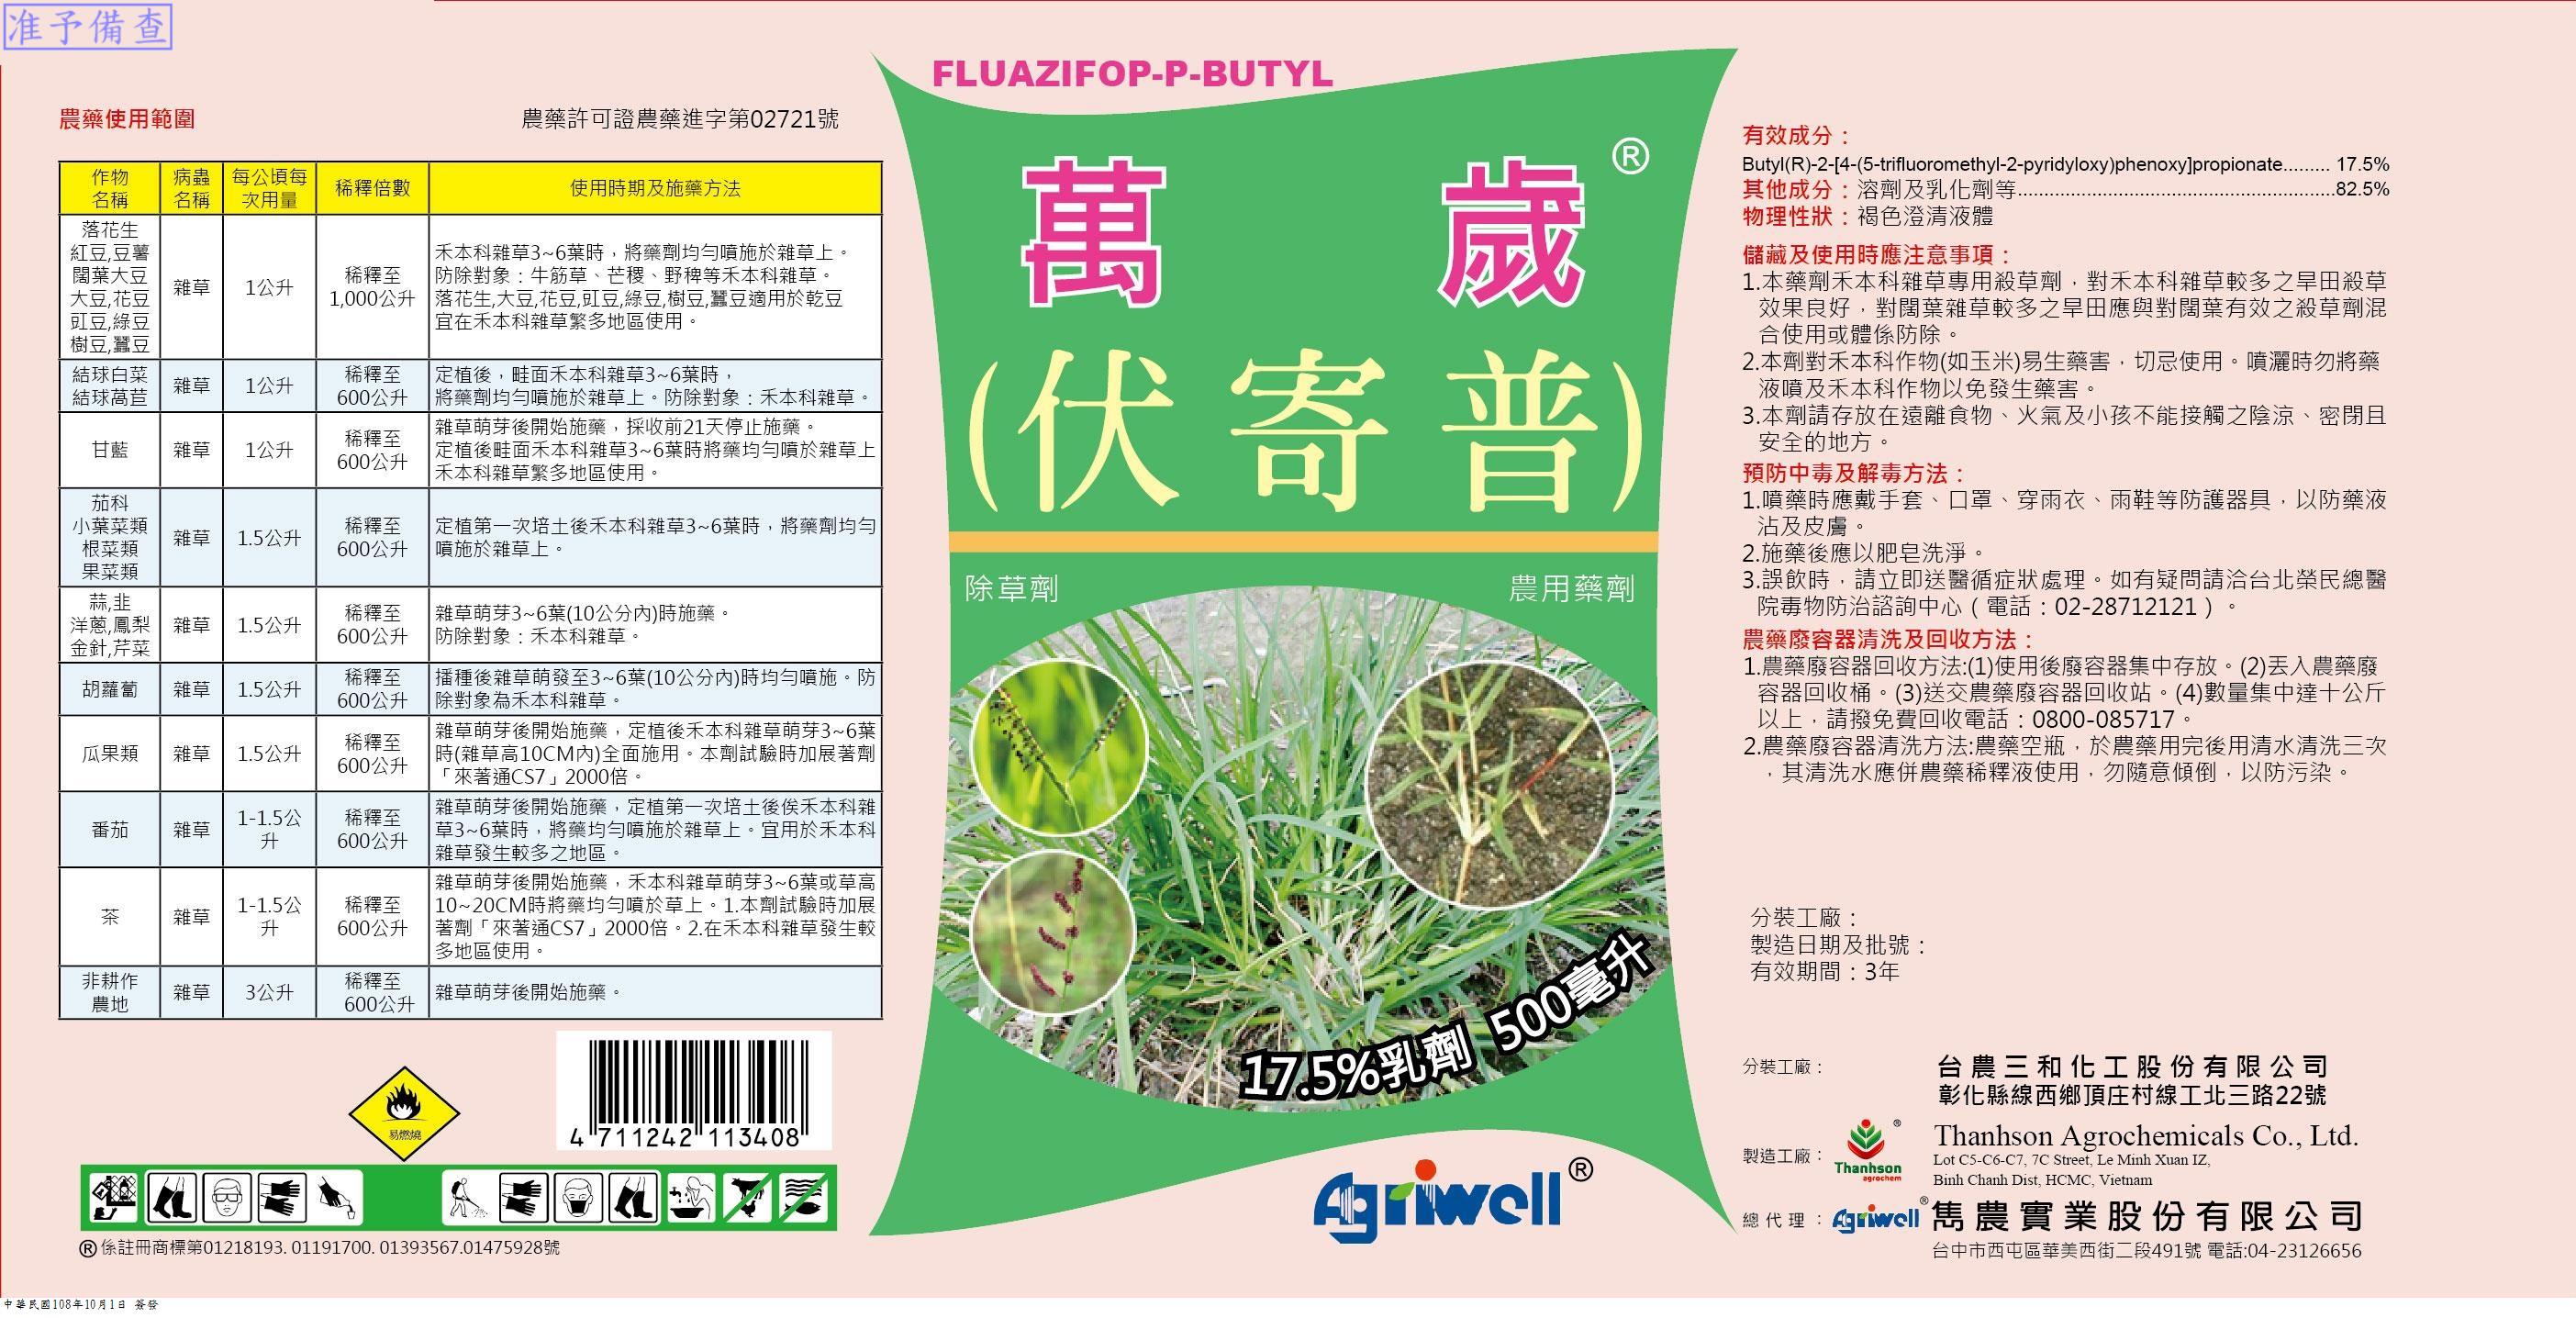 准予備查
農藥使用範圍
農藥許可證農藥進字第02721號
作物
名稱
病蟲
名稱
每公頃每
次用量
稀釋倍數
使用時期及施藥方法
落花生
紅豆,豆薯
闊葉大豆
大豆,花豆
豇豆,綠豆
樹豆,蠶豆
雜草
1公升
稀釋至
1,000公升
禾本科雜草3~6葉時，將藥劑均勻噴施於雜草上。
防除對象：牛筋草、芒稷、野稗等禾本科雜草。
落花生,大豆,花豆,豇豆,綠豆,樹豆,蠶豆適用於乾豆
宜在禾本科雜草繁多地區使用。
結球白菜
結球萵苣
雜草
1公升
稀釋至
600公升
定植後，畦面禾本科雜草3~6葉時，
將藥劑均勻噴施於雜草上。防除對象：禾本科雜草。
甘藍
雜草
1公升
稀釋至
600公升
雜草萌芽後開始施藥，採收前21天停止施藥。
定植後畦面禾本科雜草3~6葉時將藥均勻噴於雜草上
禾本科雜草繁多地區使用。
茄科
小葉菜類
根菜類
果菜類
雜草
1.5公升
稀釋至
600公升
定植第一次培土後禾本科雜草3~6葉時，將藥劑均勻
噴施於雜草上。
蒜,韭
洋蔥,鳳梨
金針,芹菜
雜草
1.5公升
稀釋至
600公升
雜草萌芽3~6葉(10公分內)時施藥。
防除對象：禾本科雜草。
胡蘿蔔
雜草
1.5公升
稀釋至
600公升
播種後雜草萌發至3~6葉(10公分內)時均勻噴施。防
除對象為禾本科雜草。
瓜果類
雜草
1.5公升
稀釋至
600公升
雜草萌芽後開始施藥，定植後禾本科雜草萌芽3~6葉
時(雜草高10CM內)全面施用。本劑試驗時加展著劑
「來著通CS7」2000倍。
番茄
雜草
1-1.5公
升
稀釋至
600公升
雜草萌芽後開始施藥，定植第一次培土後俟禾本科雜
草3~6葉時，將藥均勻噴施於雜草上。宜用於禾本科
雜草發生較多之地區。
茶
雜草
1-1.5公
升
稀釋至
600公升
雜草萌芽後開始施藥，禾本科雜草萌芽3~6葉或草高
10~20CM時將藥均勻噴於草上。1.本劑試驗時加展
著劑「來著通CS7」2000倍。2.在禾本科雜草發生較
多地區使用。
非耕作
農地
雜草
3公升
稀釋至
600公升
雜草萌芽後開始施藥。
易燃燒
4 711242 113408
®係註冊商標第01218193. 01191700. 01393567.01475928號
中華民國108年10月1日 簽發
FLUAZIFOP-P-BUTYL
萬 歲®
(伏寄普)
除草劑
農用藥劑
17.5%乳劑 500毫升
Agriwell®
有效成分：
Butyl(R)-2-[4-(5-trifluoromethyl-2-pyridyloxy)phenoxy]propionate......... 17.5%
其他成分：溶劑及乳化劑等.............................................................82.5%
物理性狀：褐色澄清液體
儲藏及使用時應注意事項：
1.本藥劑禾本科雜草專用殺草劑，對禾本科雜草較多之旱田殺草
效果良好，對闊葉雜草較多之旱田應與對闊葉有效之殺草劑混
合使用或體係防除。
2.本劑對禾本科作物(如玉米)易生藥害，切忌使用。噴灑時勿將藥
液噴及禾本科作物以免發生藥害。
3.本劑請存放在遠離食物、火氣及小孩不能接觸之陰涼、密閉且
安全的地方。
預防中毒及解毒方法：
1.噴藥時應戴手套、口罩、穿雨衣、雨鞋等防護器具，以防藥液
沾及皮膚。
2.施藥後應以肥皂洗淨。
3.誤飲時，請立即送醫循症狀處理。如有疑問請洽台北榮民總醫
院毒物防治諮詢中心（電話：02-28712121）。
農藥廢容器清洗及回收方法：
1.農藥廢容器回收方法:(1)使用後廢容器集中存放。(2)丟入農藥廢
容器回收桶。(3)送交農藥廢容器回收站。(4)數量集中達十公斤
以上，請撥免費回收電話：0800-085717。
2.農藥廢容器清洗方法:農藥空瓶，於農藥用完後用清水清洗三次
，其清洗水應併農藥稀釋液使用，勿隨意傾倒，以防污染。
分裝工廠：
製造日期及批號：
有效期間：3年
分裝工廠：
台農三和化工股份有限公司
彰化縣線西鄉頂庄村線工北三路22號
製造工廠：
Thanhson®
agrochem
Thanhson Agrochemicals Co., Ltd.
Lot C5-C6-C7, 7C Street, Le Minh Xuan IZ,
Binh Chanh Dist, HCMC, Vietnam
總代理：
Agriwell®
雋農實業股份有限公司
台中市西屯區華美西街二段491號 電話:04-23126656